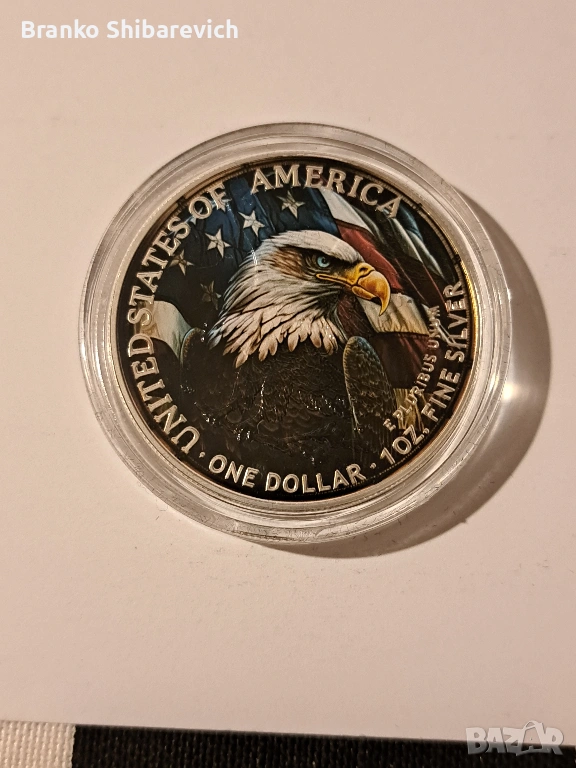 Branko Shibarevich
UNITED STATES OF AMERICA
E PLURIBUS UNUM
· ONE DOLLAR · 1 OZ. FINE SILVER
BAZAR